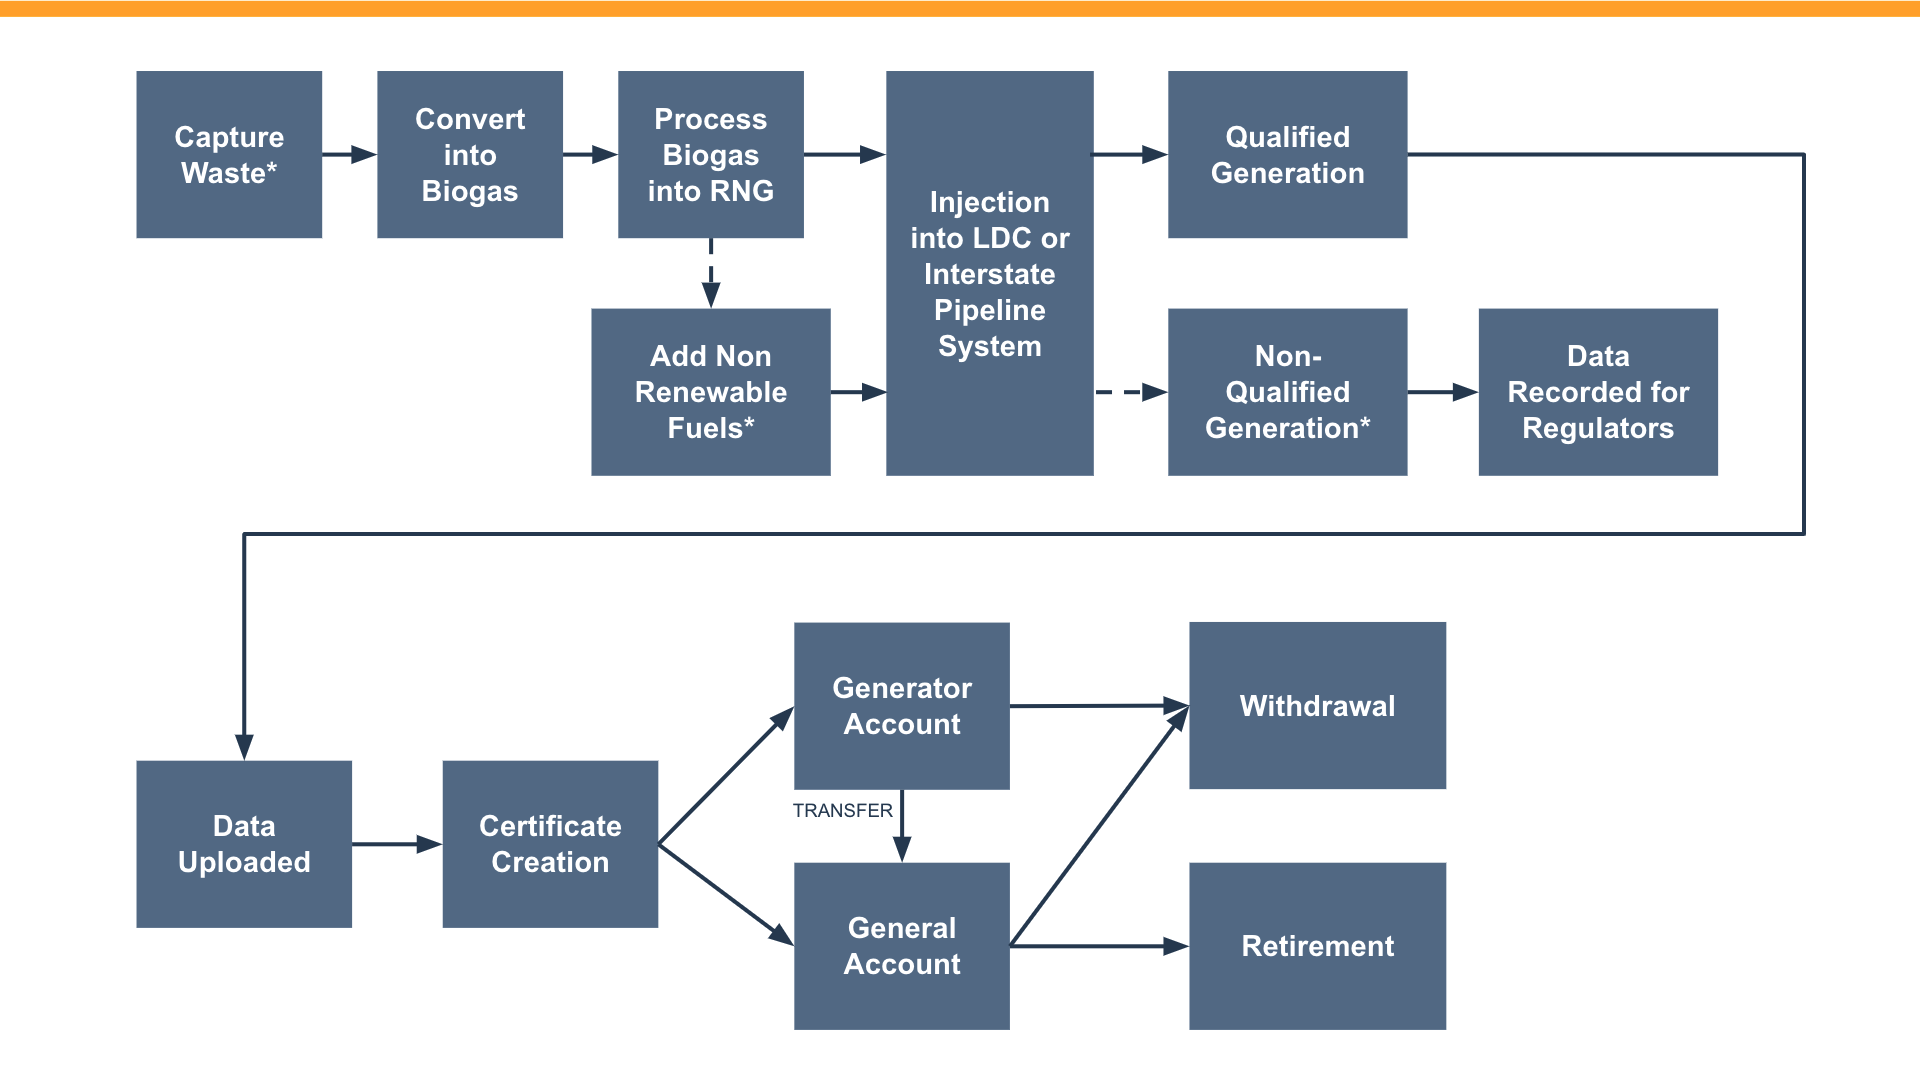 Capture
Waste*
Convert
into
Biogas
Process
Biogas
into RNG
Injection
into LDC or
Interstate
Pipeline
System
Qualified
Generation
Add Non
Renewable
Fuels*
Non-
Qualified
Generation*
Data
Recorded for
Regulators
Data
Uploaded
Certificate
Creation
Generator
Account
TRANSFER
General
Account
Withdrawal
Retirement